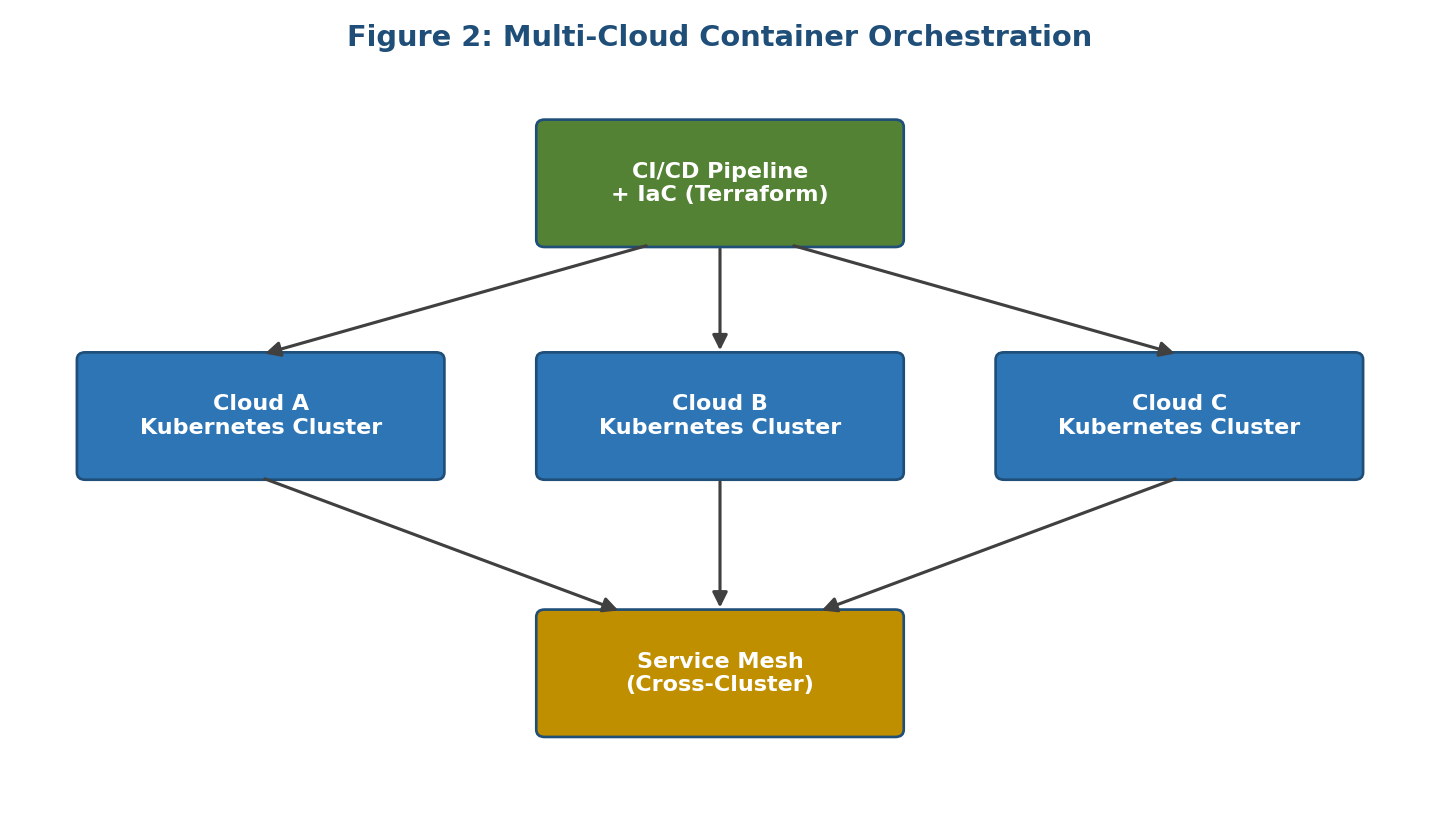 Figure 2: Multi-Cloud Container Orchestration
CI/CD Pipeline
+ IaC (Terraform)
Cloud A
Kubernetes Cluster
Cloud B
Kubernetes Cluster
Cloud C
Kubernetes Cluster
Service Mesh
(Cross-Cluster)